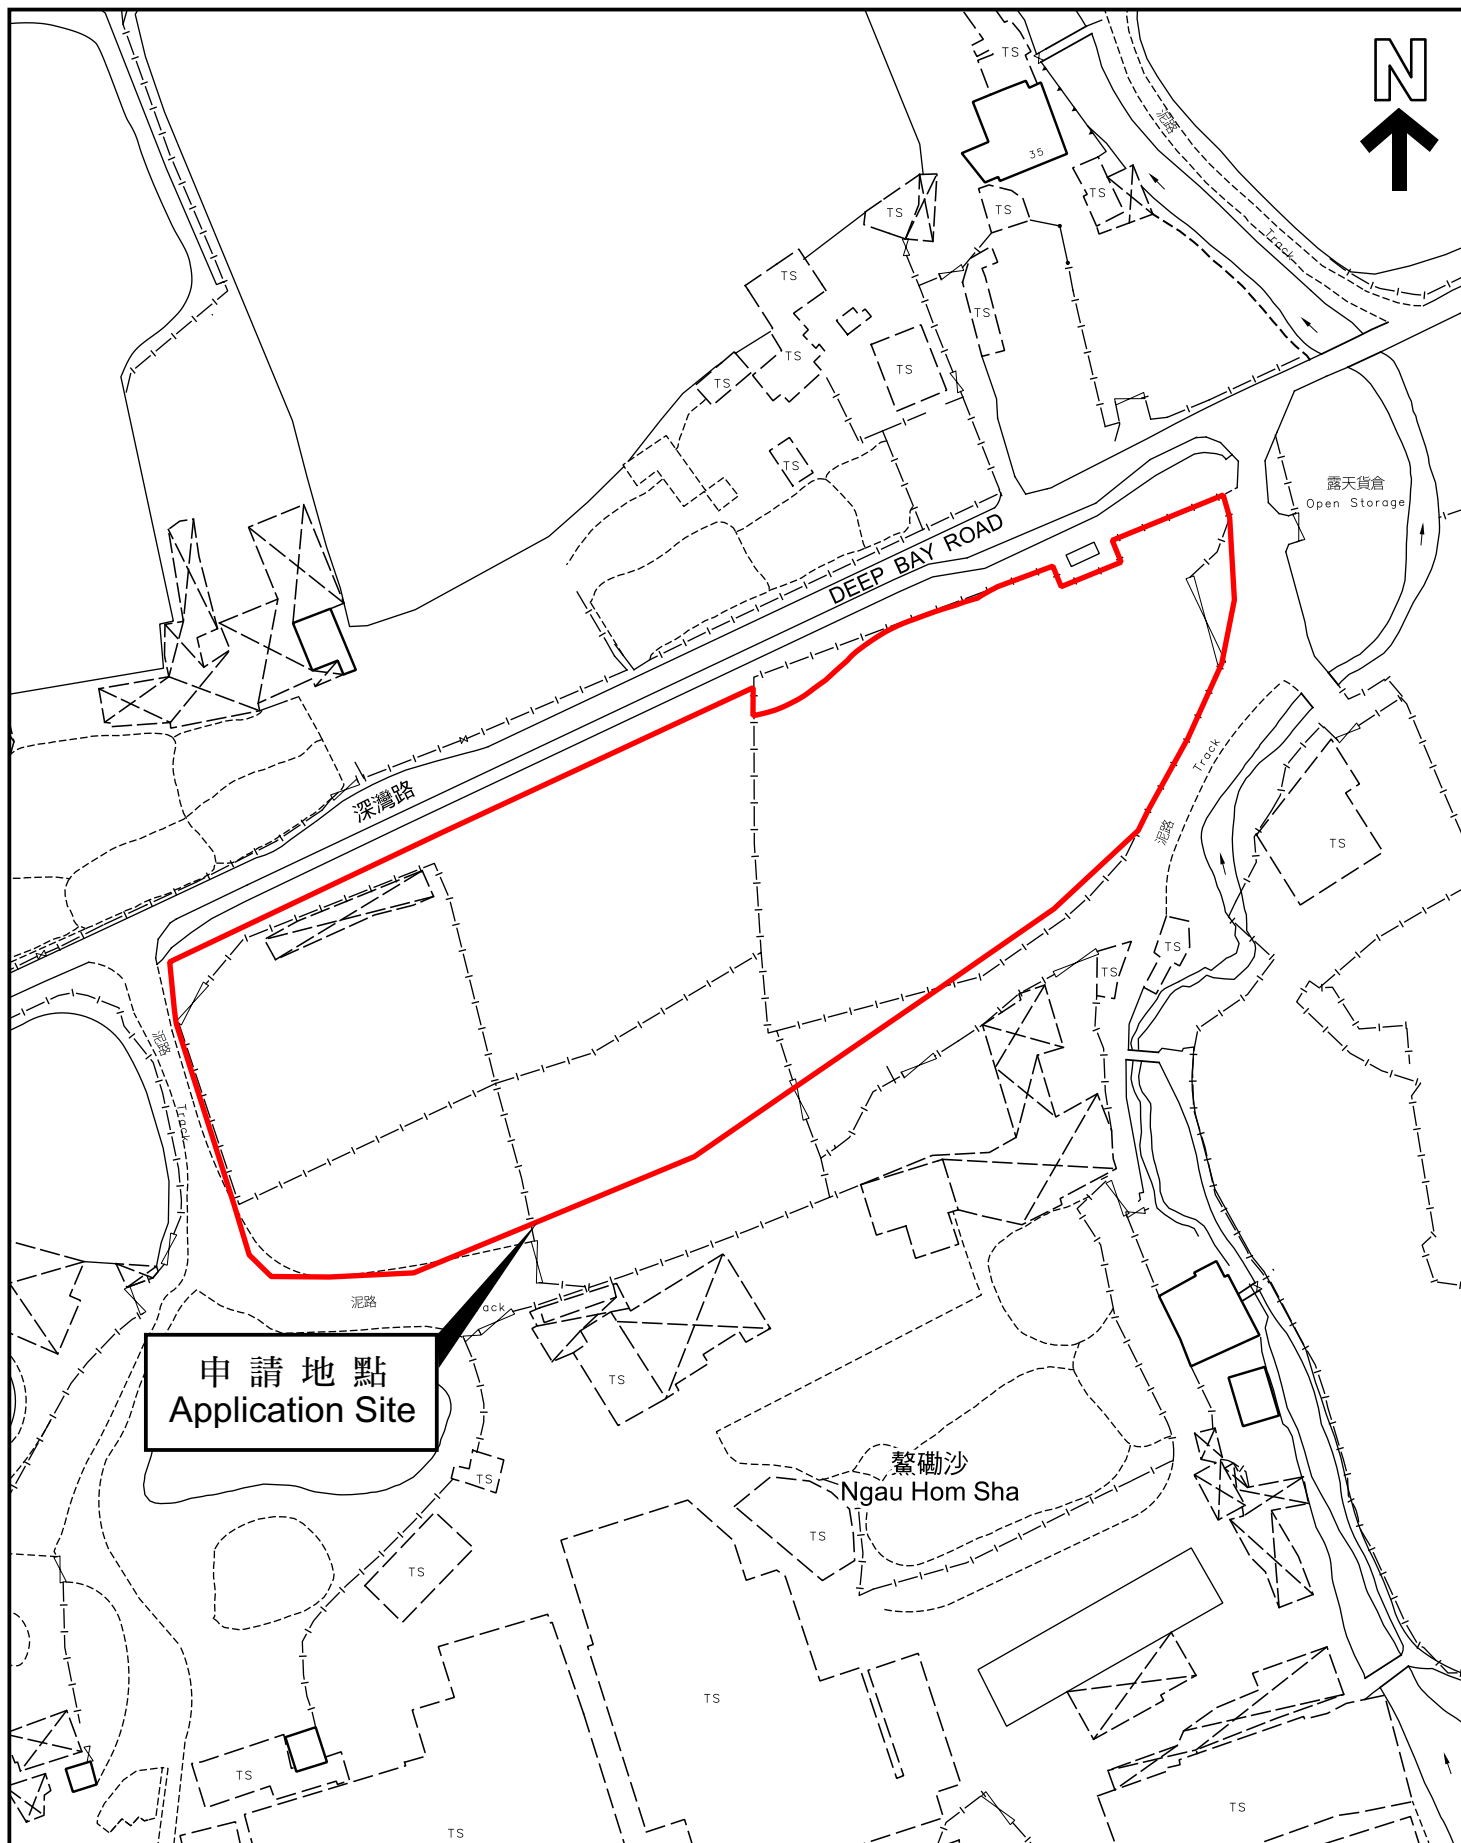 N
TS
35
泥路
Track
TS
TS
TS
TS
TS
TS
TS
TS
TS
露天貨倉
Open Storage
DEEP BAY ROAD
深灣路
Track
泥路
TS
TS
TS
泥路
Track
泥路
ack
申請地點
Application Site
TS
TS
鰲磡沙
Ngau Hom Sha
TS
TS
TS
TS
TS
TS